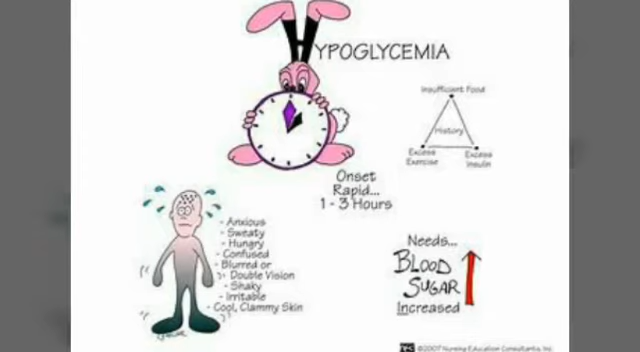 HYPOGLYCEMIA
Insufficient Food
History
Excess
Exercise
Excess
Insulin
Onset
Rapid...
1 - 3 Hours
- Anxious
- Sweaty
- Hungry
- Confused
- Blurred or
Double Vision
- Shaky
- Irritable
- Cool, Clammy Skin
Needs...
BLOOD
SUGAR
Increased
©2007 Nursing Education Consultants, Inc.